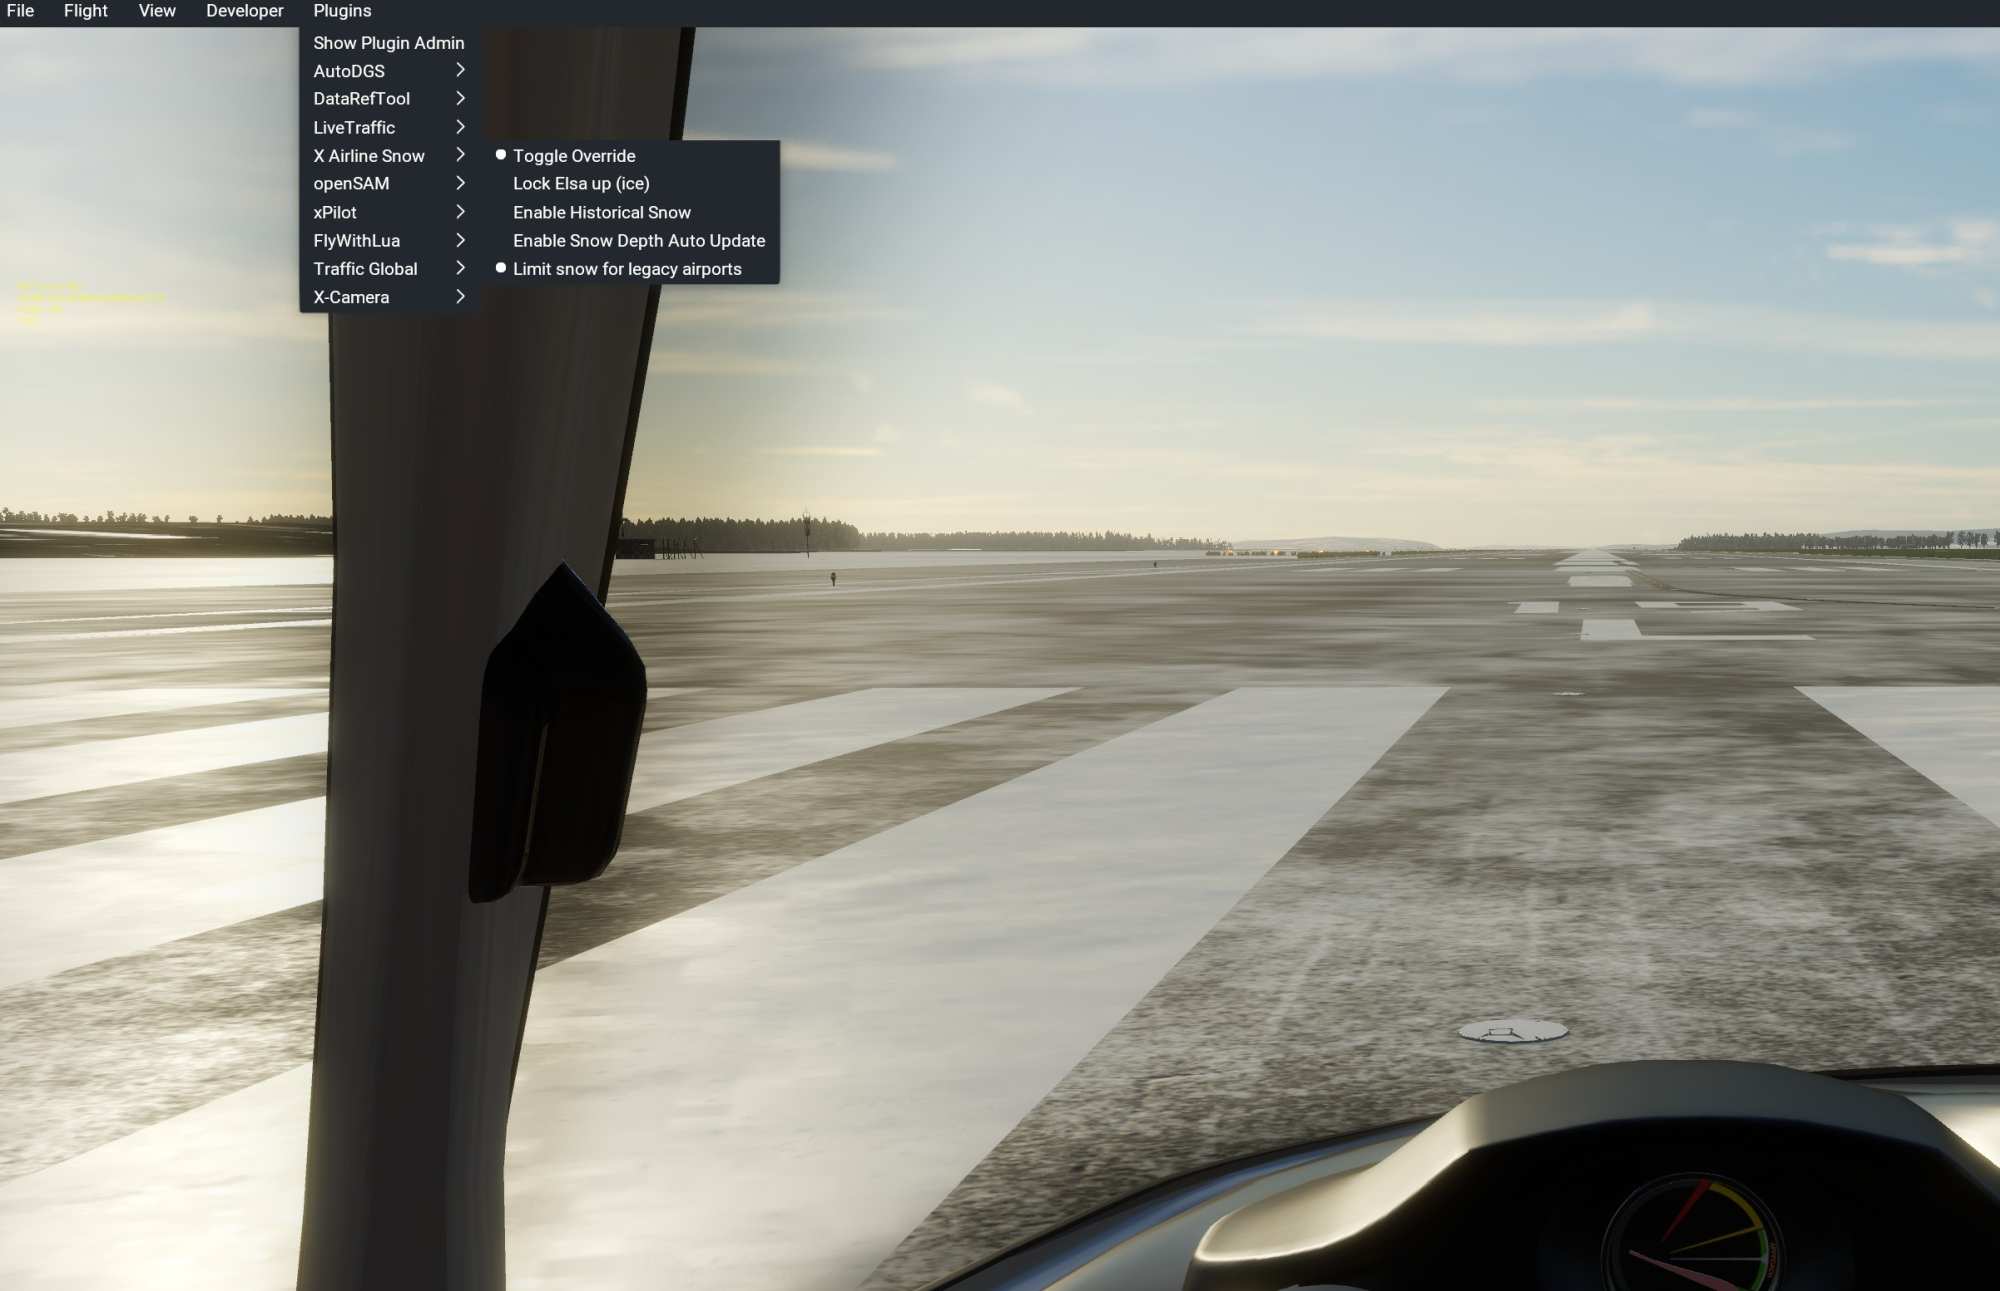 File Flight View Developer Plugins
Show Plugin Admin
AutoDGS
DataRefTool
LiveTraffic
X Airline Snow
openSAM
xPilot
FlyWithLua
Traffic Global
X-Camera
Toggle Override
Lock Elsa up (ice)
Enable Historical Snow
Enable Snow Depth Auto Update
Limit snow for legacy airports